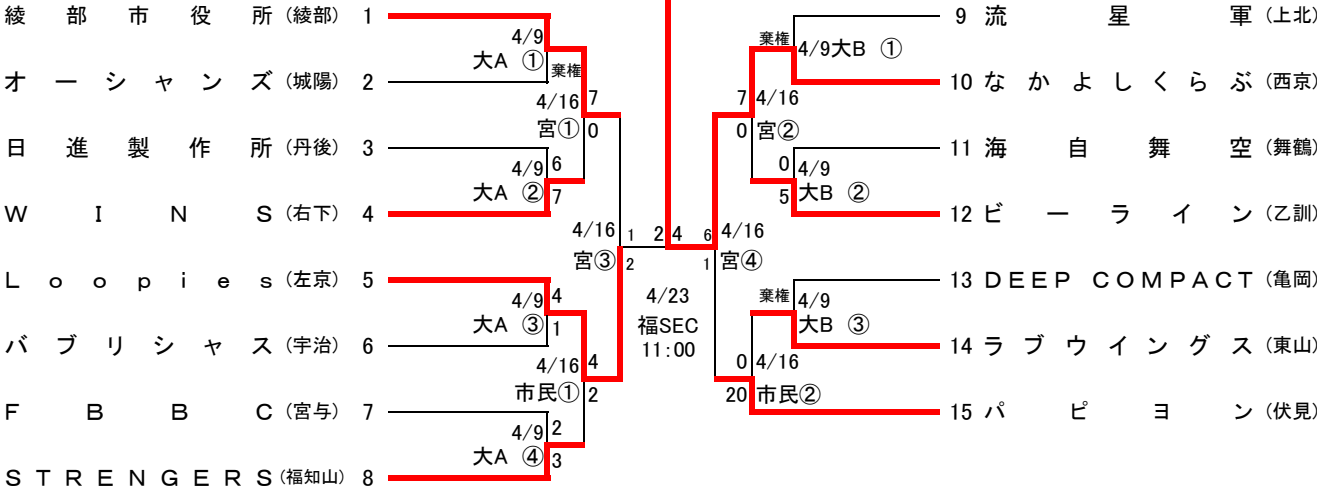 綾部市役所 (綾部) 1
4/9
大A ①
棄権
オーシャンズ (城陽) 2
4/16 7
宮① 0
日進製作所 (丹後) 3
4/9 6
大A ② 7
WINS (右下) 4
4/16 1
宮③ 2
Loopies (左京) 5
4/9 4
大A ③ 1
バブリシャス (宇治) 6
4/16 4
市民① 2
FBBC (宮与) 7
4/9 2
大A ④ 3
STRENGERS (福知山) 8
2 4
4/23
福SEC
11:00
9 流星軍 (上北)
棄権 4/9大B ①
10 なかよしくらぶ (西京)
7 4/16
0 宮②
11 海自舞空 (舞鶴)
0 4/9
5 大B ②
12 ビーライン (乙訓)
6 4/16
1 宮④
13 DEEP COMPACT (亀岡)
棄権 4/9
大B ③
14 ラブウイングス (東山)
0 4/16
20 市民②
15 パピヨン (伏見)